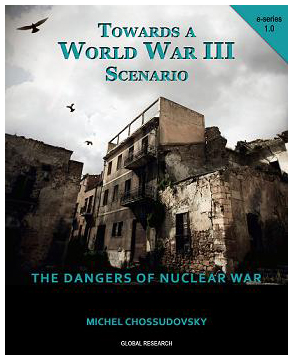 e-series
1.0
TOWARDS A
WORLD WAR III
SCENARIO
THE DANGERS OF NUCLEAR WAR
MICHEL CHOSSUDOVSKY
GLOBAL RESEARCH